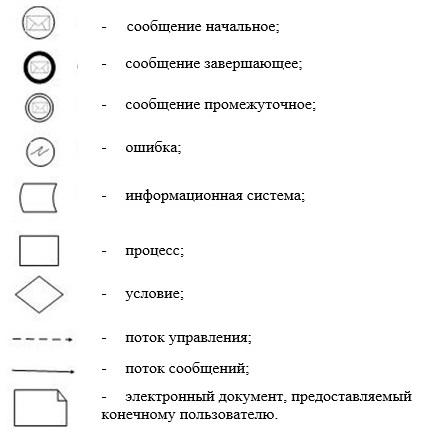 - сообщение начальное;
- сообщение завершающее;
- сообщение промежуточное;
- ошибка;
- информационная система;
- процесс;
- условие;
- поток управления;
- поток сообщений;
- электронный документ, предоставляемый
конечному пользователю.